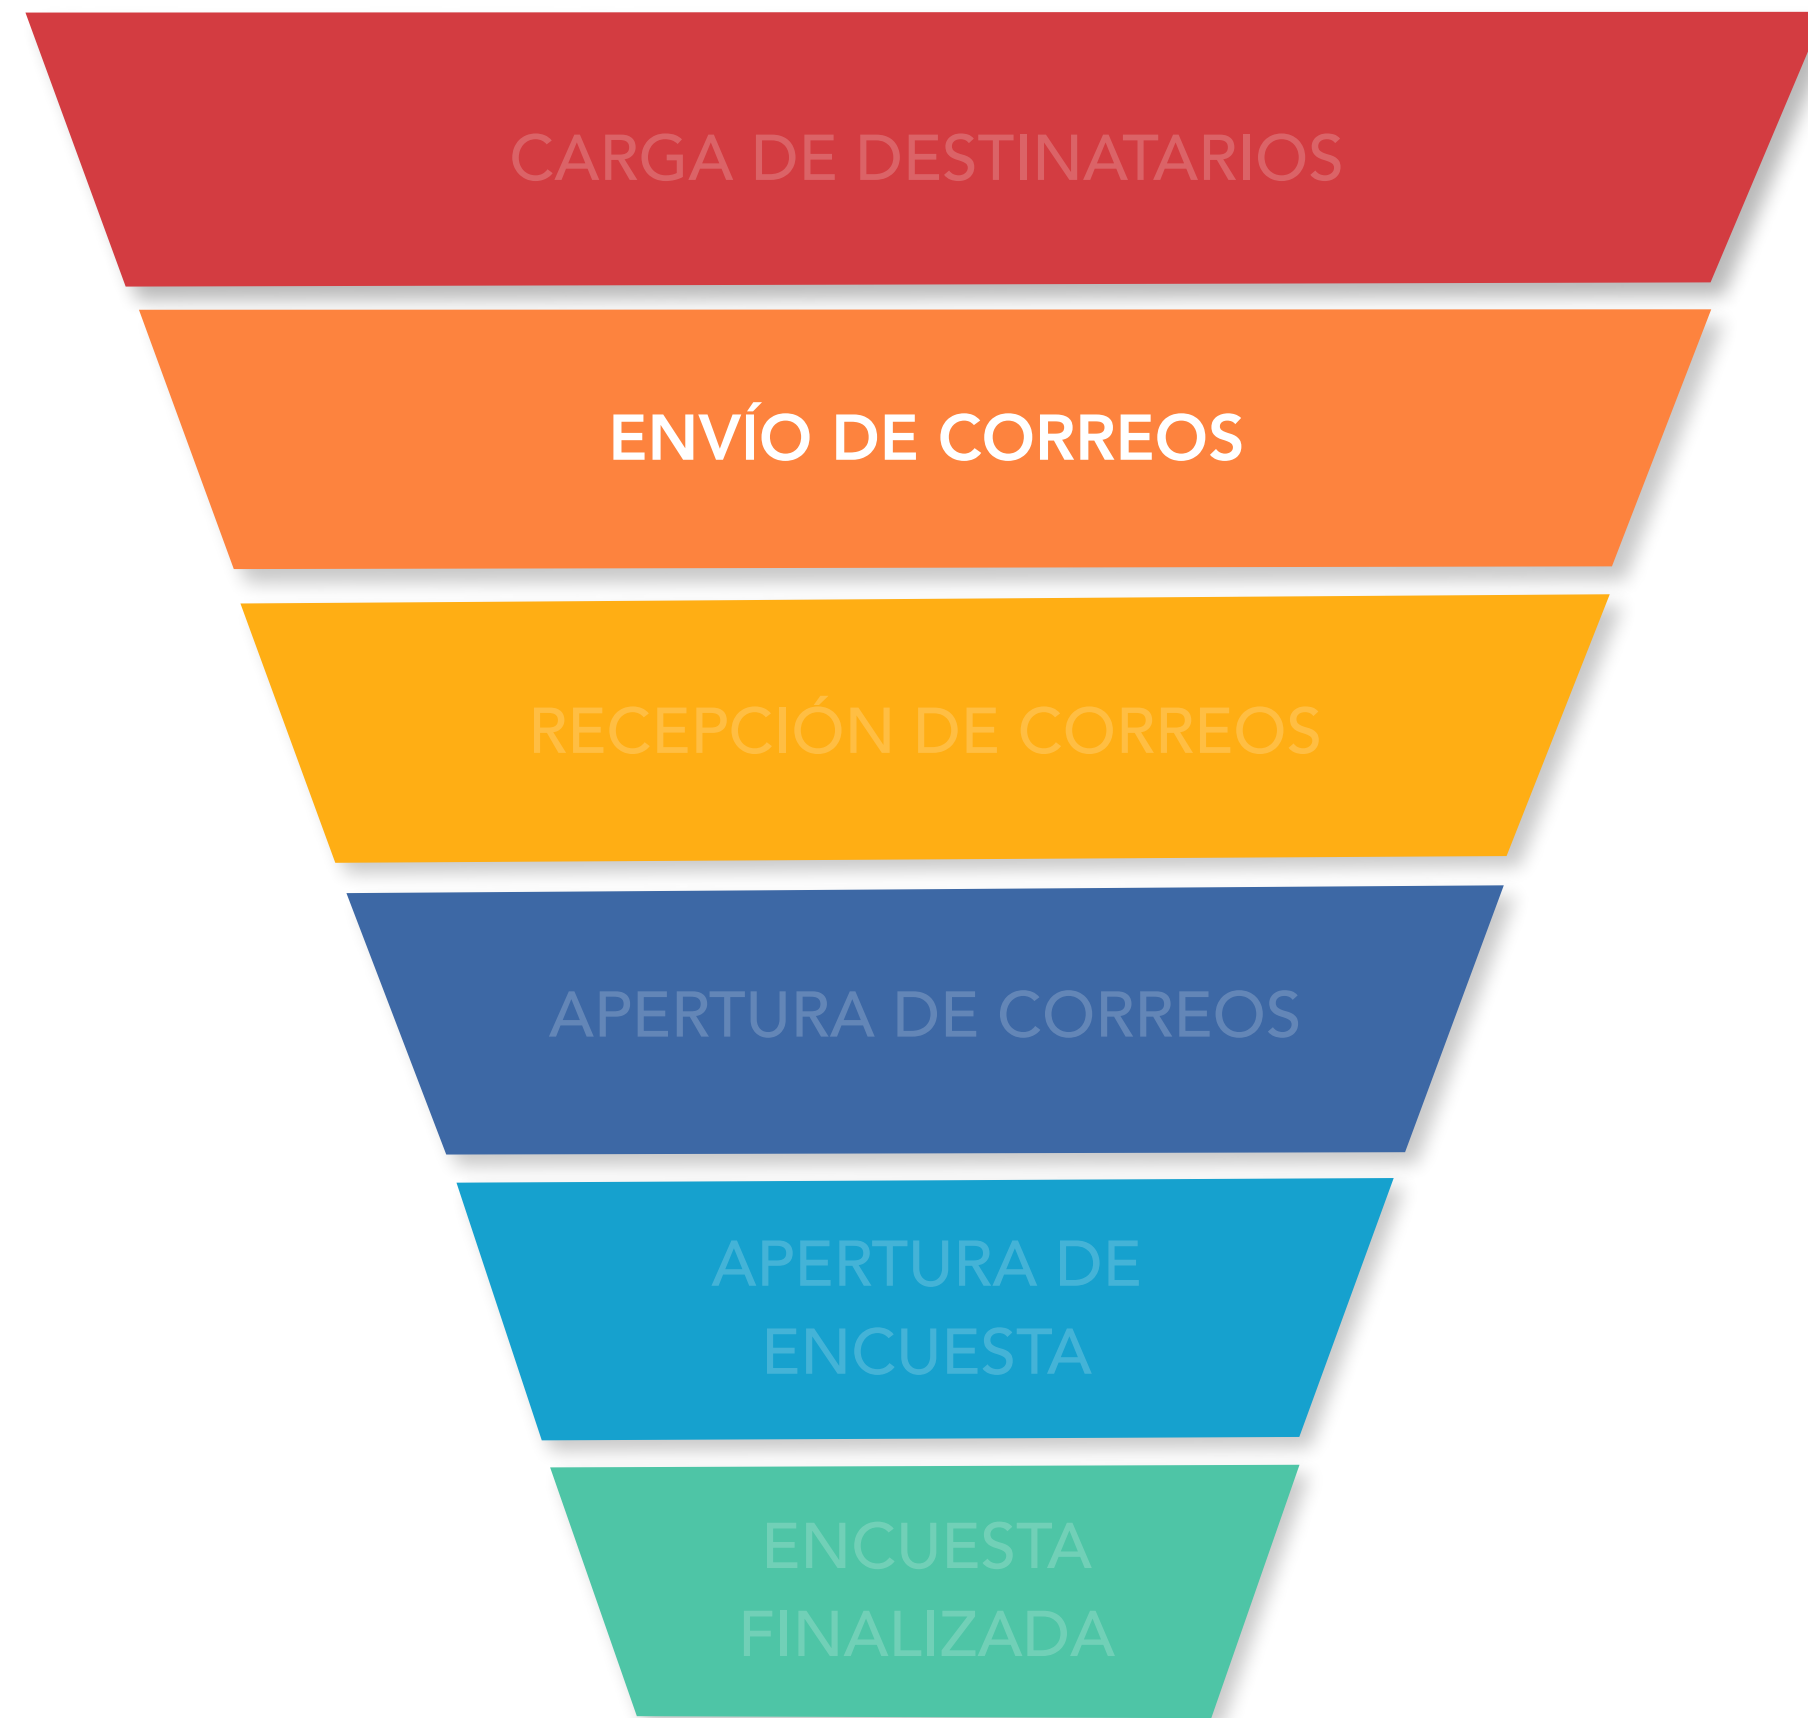 CARGA DE DESTINATARIOS
ENVÍO DE CORREOS
RECEPCIÓN DE CORREOS
APERTURA DE CORREOS
APERTURA DE
ENCUESTA
ENCUESTA
FINALIZADA